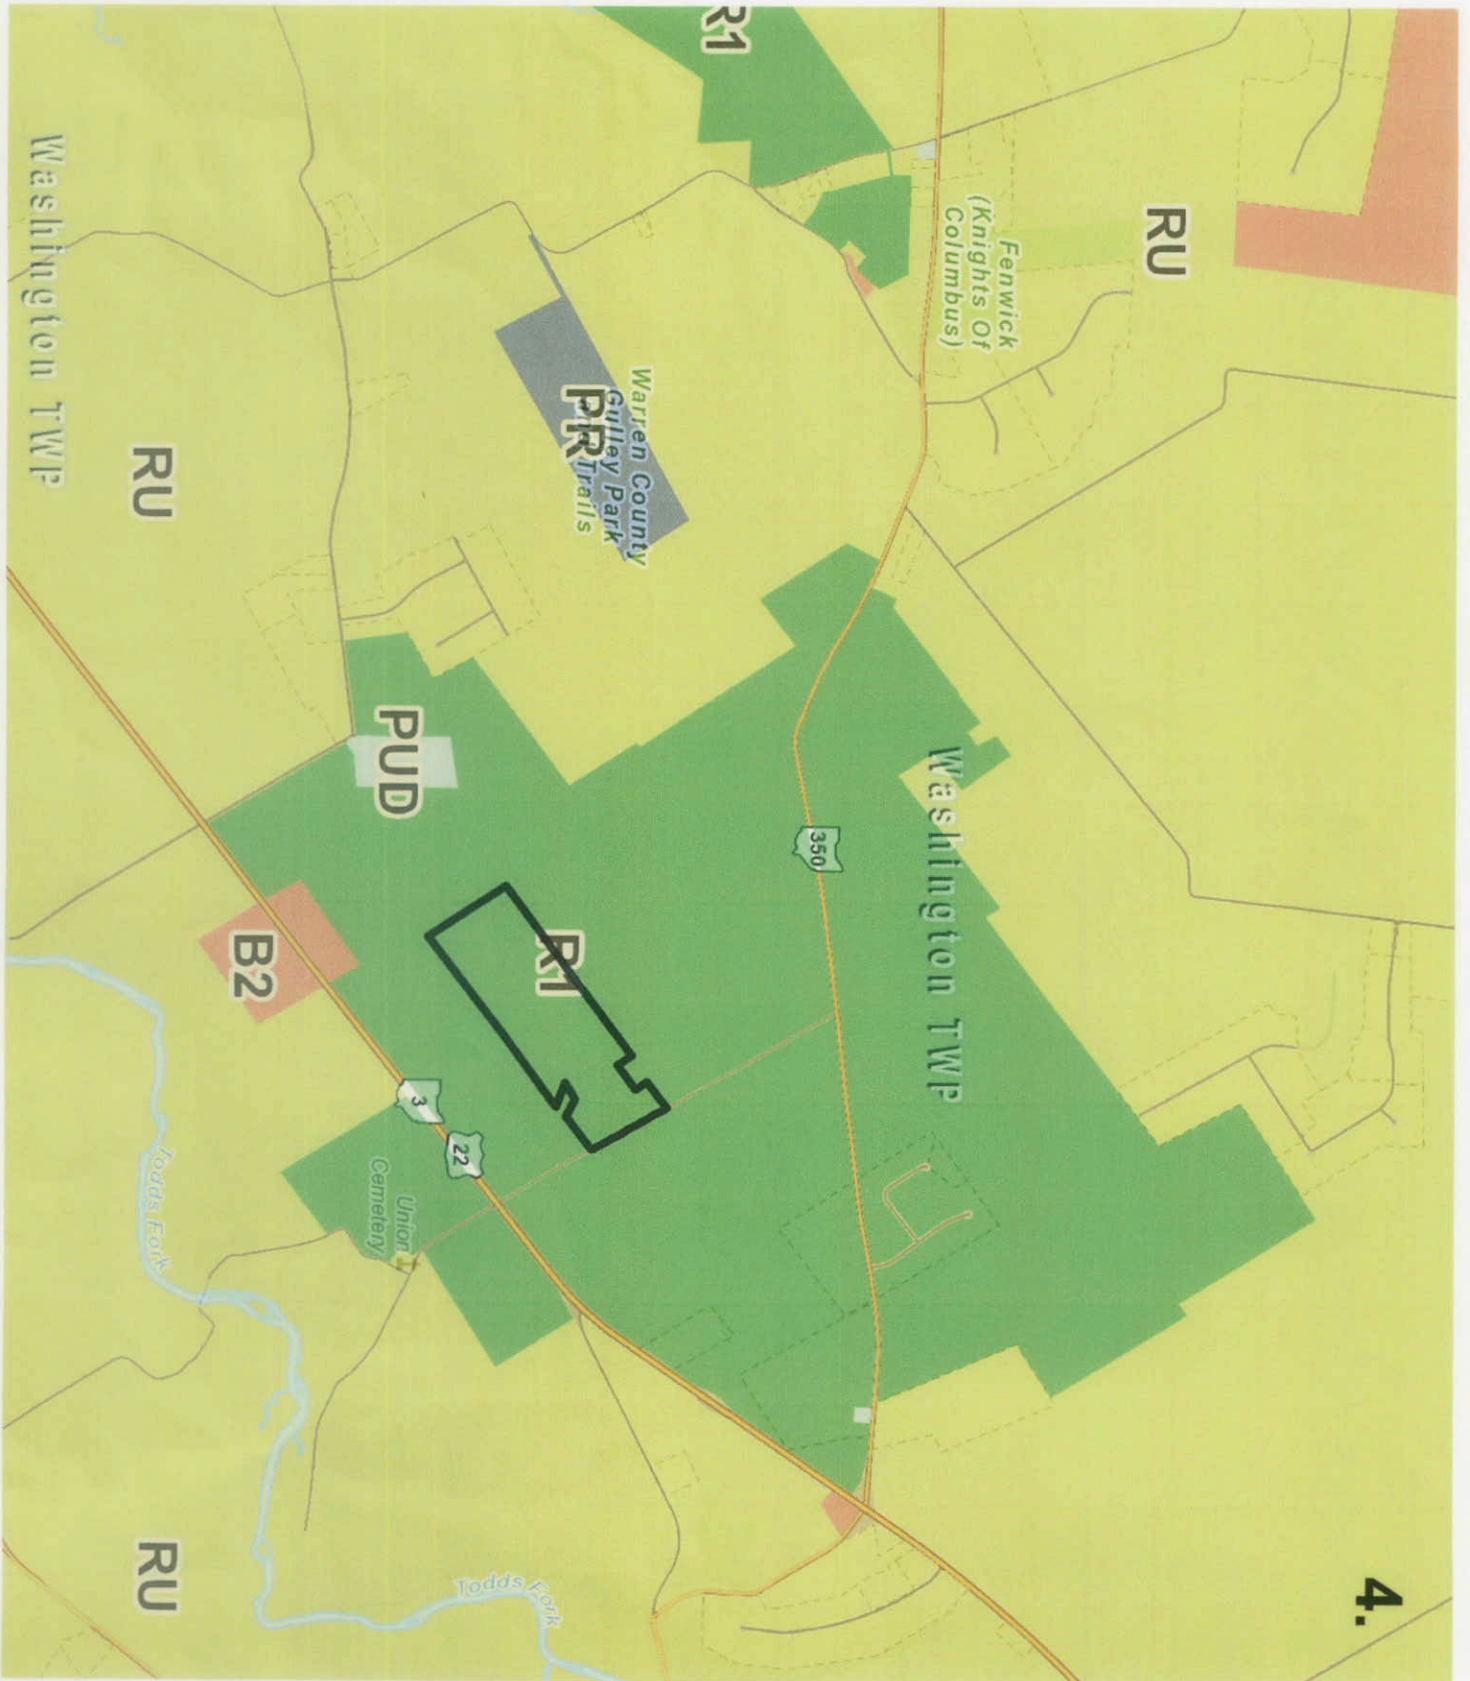 4.
RU
Fenwick
(Knights Of
Columbus)
Washington TWP
350
R1
Warren County
Gulley Park
and Trails
PR
R1
Todds Fork
22
3
Union
Cemetery
PUD
B2
RU
Todds Fork
RU
Washington TWP